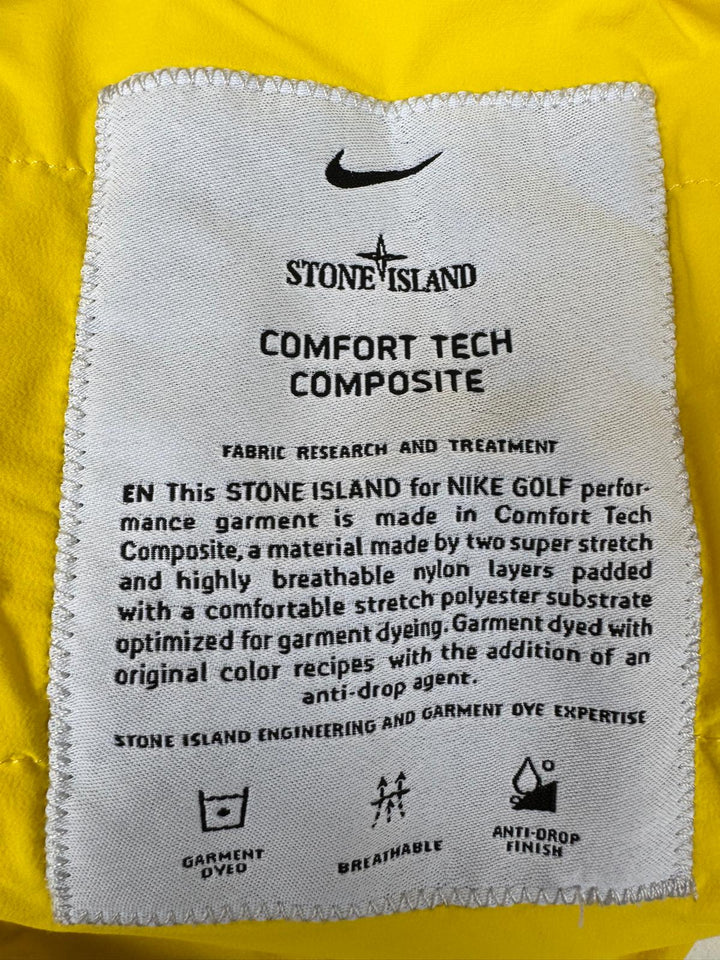 STONE ISLAND
COMFORT TECH
COMPOSITE
FABRIC RESEARCH AND TREATMENT
EN This STONE ISLAND for NIKE GOLF perfor-
mance garment is made in Comfort Tech
Composite, a material made by two super stretch
and highly breathable nylon layers padded
with a comfortable stretch polyester substrate
optimized for garment dyeing. Garment dyed with
original color recipes with the addition of an
anti-drop agent.
STONE ISLAND ENGINEERING AND GARMENT DYE EXPERTISE
GARMENT
DYED
BREATHABLE
ANTI-DROP
FINISH